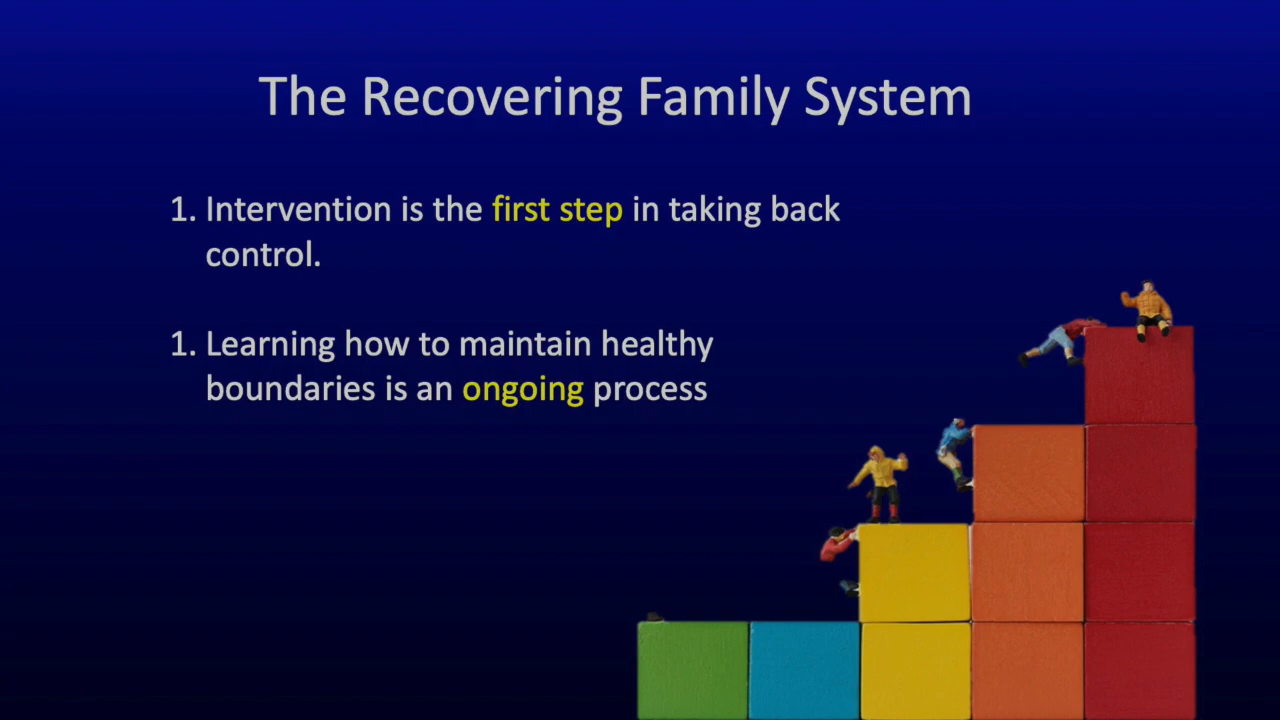 The Recovering Family System
1. Intervention is the first step in taking back
control.
1. Learning how to maintain healthy
boundaries is an ongoing process